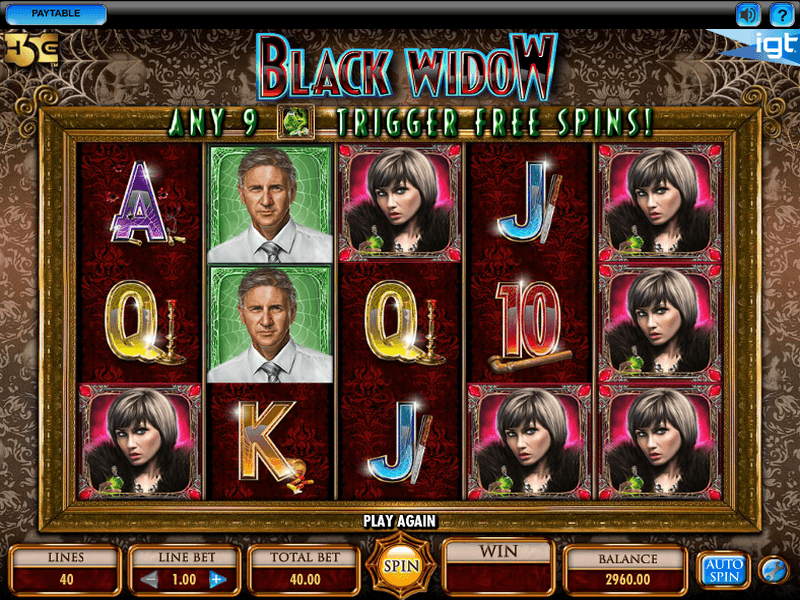 PAYTABLE
?
H5G
igt
BLACK WIDOW
ANY 9 TRIGGER FREE SPINS!
A
J
Q
Q
10
K
J
PLAY AGAIN
LINES
40
LINE BET
1.00
+
TOTAL BET
40.00
SPIN
WIN
BALANCE
2960.00
AUTO
SPIN